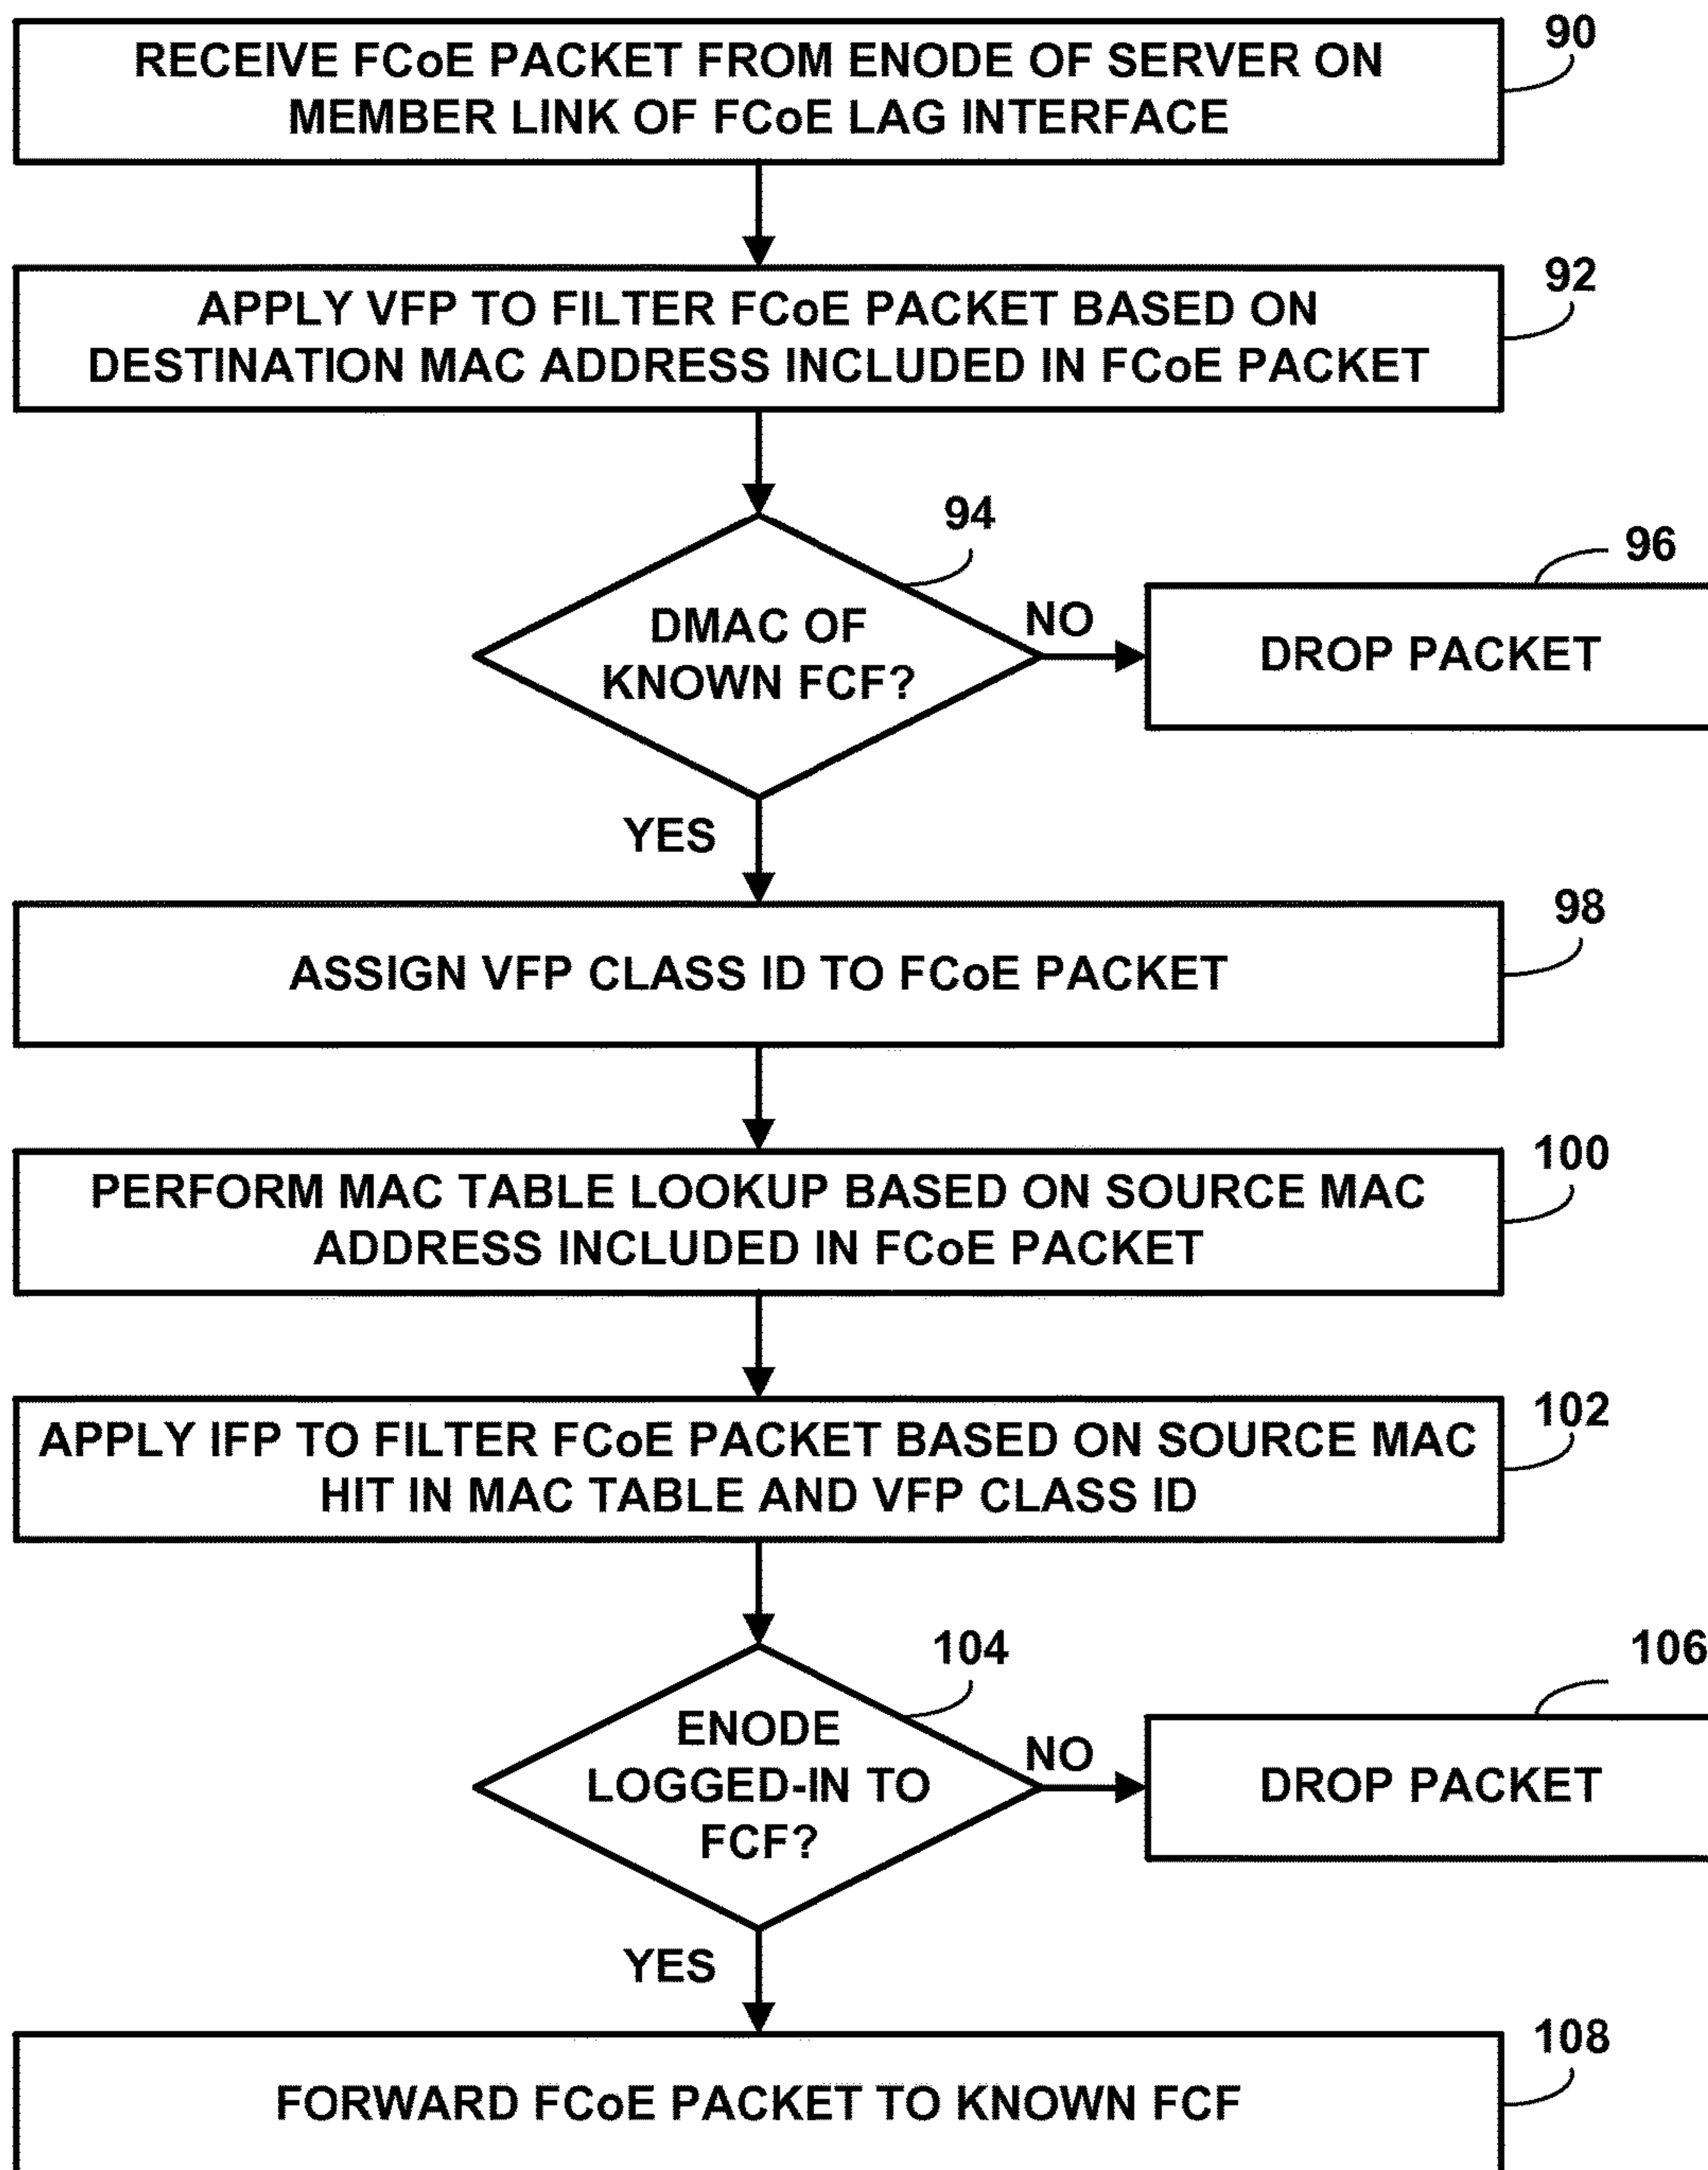 90
RECEIVE FCoE PACKET FROM ENODE OF SERVER ON
MEMBER LINK OF FCoE LAG INTERFACE
92
APPLY VFP TO FILTER FCoE PACKET BASED ON
DESTINATION MAC ADDRESS INCLUDED IN FCoE PACKET
94
DMAC OF
KNOWN FCF?
NO
96
DROP PACKET
YES
98
ASSIGN VFP CLASS ID TO FCoE PACKET
100
PERFORM MAC TABLE LOOKUP BASED ON SOURCE MAC
ADDRESS INCLUDED IN FCoE PACKET
102
APPLY IFP TO FILTER FCoE PACKET BASED ON SOURCE MAC
HIT IN MAC TABLE AND VFP CLASS ID
104
ENODE
LOGGED-IN TO
FCF?
NO
106
DROP PACKET
YES
108
FORWARD FCoE PACKET TO KNOWN FCF